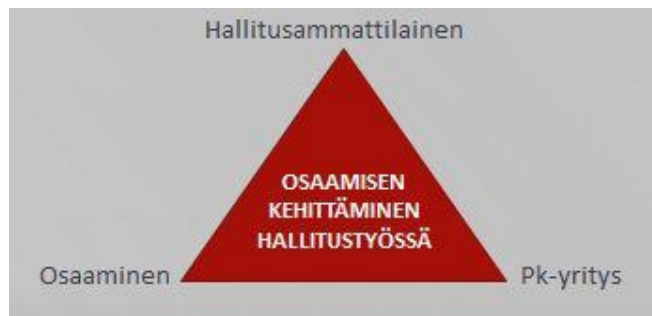 Hallitusammattilainen
OSAAMISEN
KEHITTÄMINEN
HALLITUSTYÖSSÄ
Osaaminen
Pk-yritys